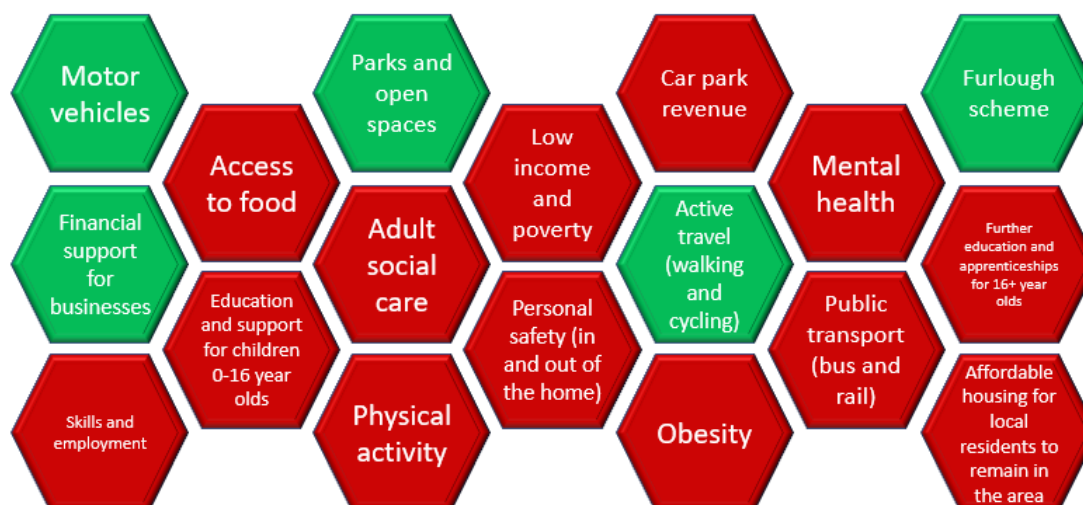 Motor
vehicles
Parks and
open
spaces
Car park
revenue
Furlough
scheme
Access
to food
Low
income
and
poverty
Mental
health
Financial
support
for
businesses
Adult
social
care
Active
travel
(walking
and
cycling)
Further
education and
apprenticeships
for 16+ year
olds
Education
and support
for children
0-16 year
olds
Personal
safety (in
and out of
the home)
Public
transport
(bus and
rail)
Skills and
employment
Physical
activity
Obesity
Affordable
housing for
local
residents to
remain in
the area